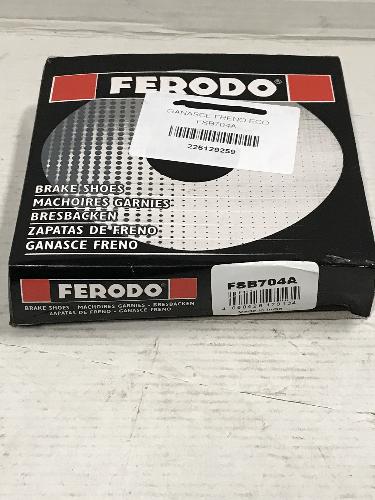 FERODO®
GANASCE FRENO ECO
FSB704A
226129259
BRAKE SHOES
MACHOIRES GARNIES
BRESBACKEN
ZAPATAS DE FRENO
GANASCE FRENO
FERODO®
BRAKE SHOES - MACHOIRES GARNIES - BRESBACKEN
ZAPATAS DE FRENO - GANASCE FRENO
FSB704A